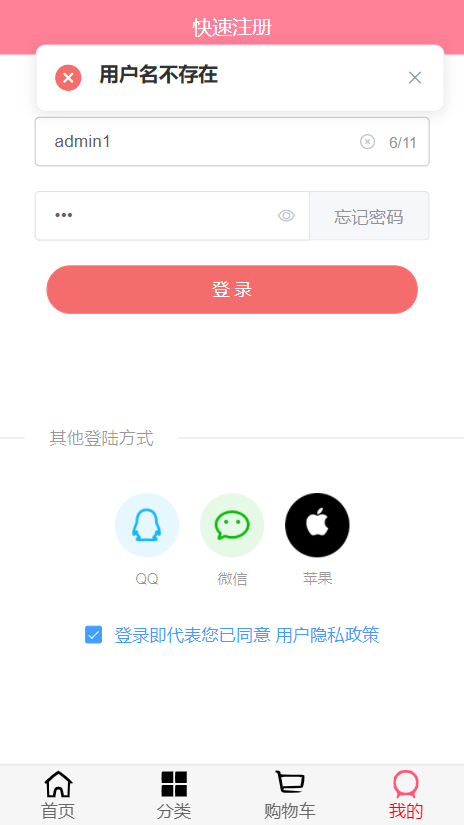 快速注册
用户名不存在
admin1
6/11
•••
忘记密码
登 录
其他登陆方式
QQ
微信
苹果
登录即代表您已同意 用户隐私政策
首页
分类
购物车
我的